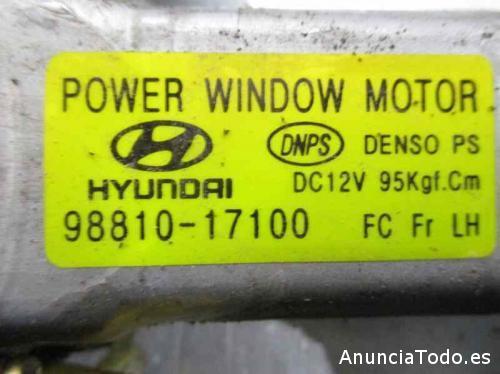 POWER WINDOW MOTOR
DNPS DENSO PS
HYUNDAI DC12V 95Kgf.Cm
98810-17100 FC Fr LH
AnunciaTodo.es